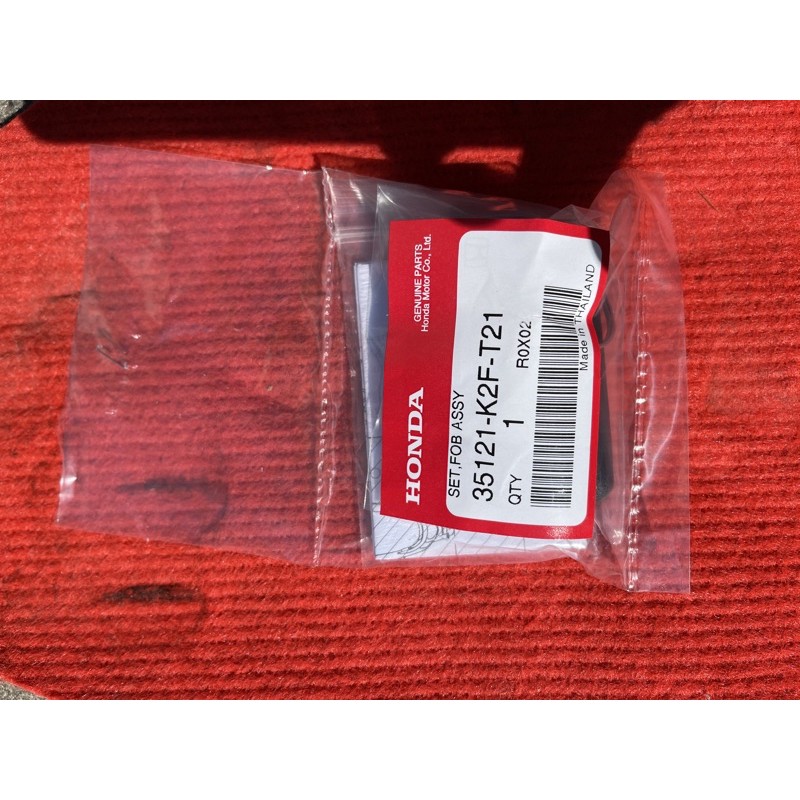 HONDA
GENUINE PARTS
Honda Motor Co., Ltd.
SET,FOB ASSY
35121-K2F-T21
QTY 1 R0X02
Made in THAILAND